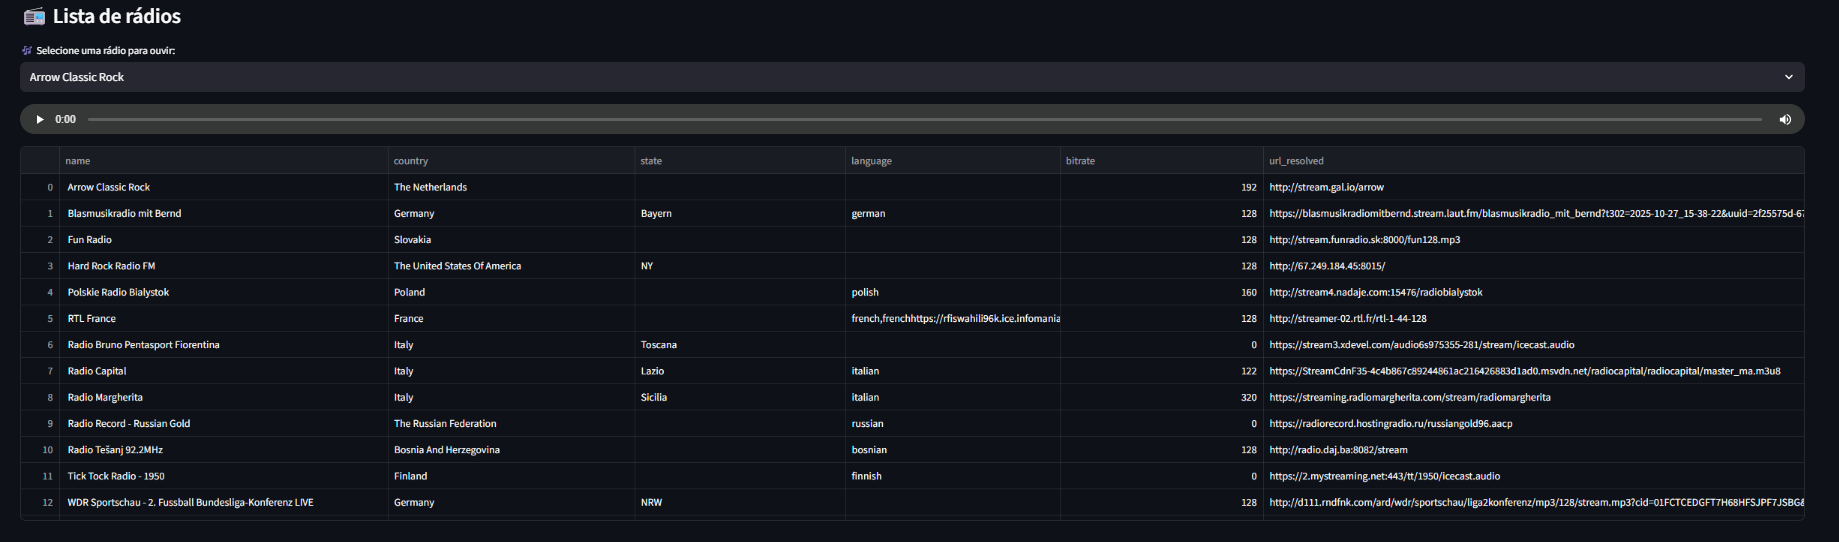 Lista de rádios
Selecione uma rádio para ouvir:
Arrow Classic Rock
0:00
name country state language bitrate url_resolved
0 Arrow Classic Rock The Netherlands 192 http://stream.gal.io/arrow
1 Blasmusikradio mit Bernd Germany Bayern german 128 https://blasmusikradiomitbernd.stream.laut.fm/blasmusikradio_mit_bernd?t302=2025-10-27_15-38-22&uuid=2f25575d-67
2 Fun Radio Slovakia 128 http://stream.funradio.sk:8000/fun128.mp3
3 Hard Rock Radio FM The United States Of America NY 128 http://67.249.184.45:8015/
4 Polskie Radio Bialystok Poland polish 160 http://stream4.nadaje.com:15476/radiobialystok
5 RTL France France french,frenchhttps://rfiswahili96k.ice.infomania 128 http://streamer-02.rtl.fr/rtl-1-44-128
6 Radio Bruno Pentasport Fiorentina Italy Toscana 0 https://stream3.xdevel.com/audio6s975355-281/stream/icecast.audio
7 Radio Capital Italy Lazio italian 122 https://StreamCdnF35-4c4b867c89244861ac216426883d1ad0.msvdn.net/radiocapital/radiocapital/master_ma.m3u8
8 Radio Margherita Italy Sicilia italian 320 https://streaming.radiomargherita.com/stream/radiomargherita
9 Radio Record - Russian Gold The Russian Federation russian 0 https://radiorecord.hostingradio.ru/russiangold96.aacp
10 Radio Tešanj 92.2MHz Bosnia And Herzegovina bosnian 128 http://radio.daj.ba:8082/stream
11 Tick Tock Radio - 1950 Finland finnish 0 https://2.mystreaming.net:443/tt/1950/icecast.audio
12 WDR Sportschau - 2. Fussball Bundesliga-Konferenz LIVE Germany NRW 128 http://d111.rndfnk.com/ard/wdr/sportschau/liga2konferenz/mp3/128/stream.mp3?cid=01FCTCEDGFT7H68HFSJPF7JSBG&